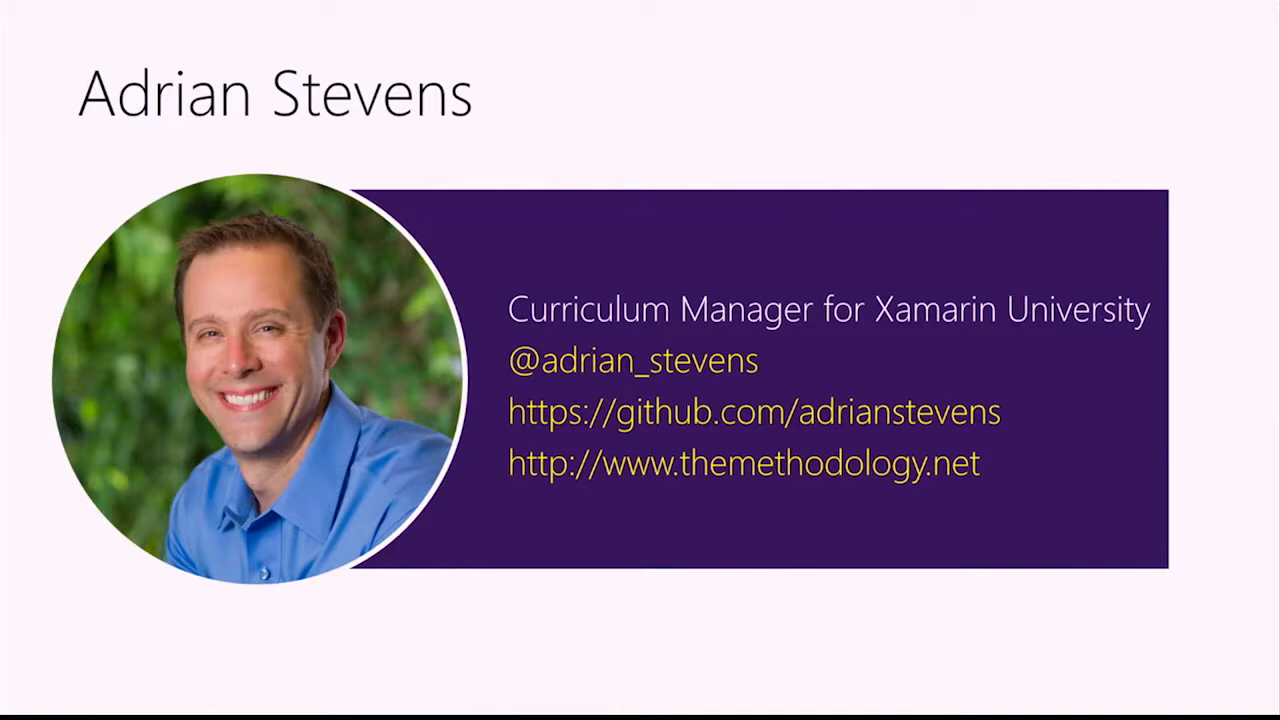 Adrian Stevens
Curriculum Manager for Xamarin University
@adrian_stevens
https://github.com/adrianstevens
http://www.themethodology.net